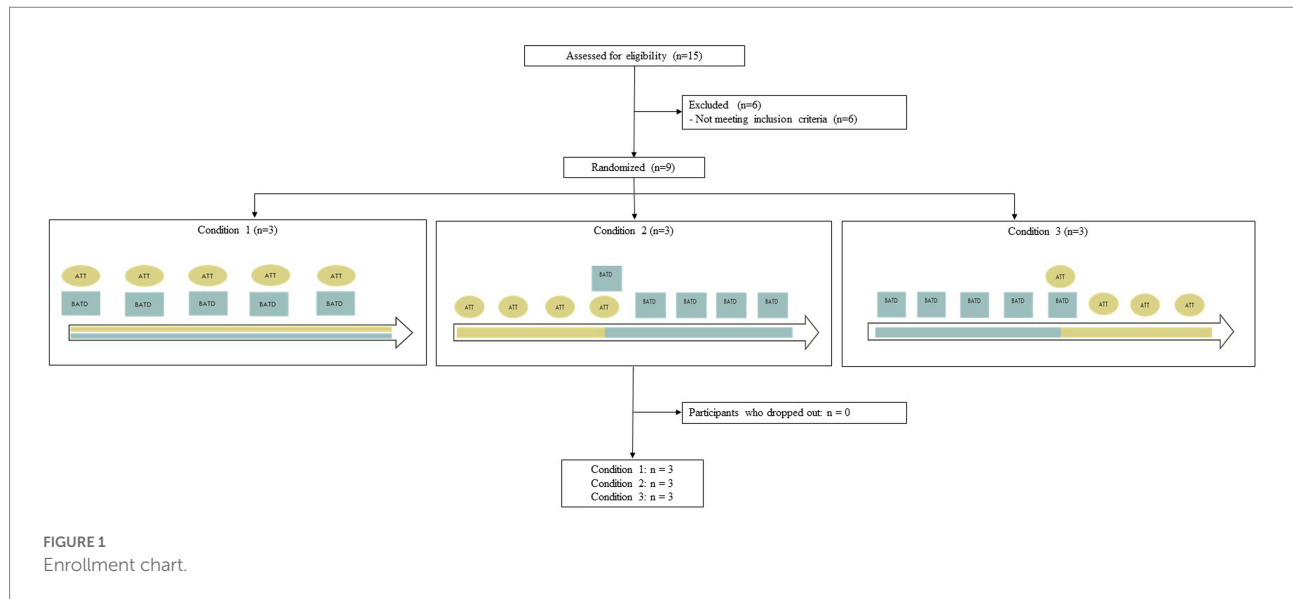 Assessed for eligibility (n=15)
Excluded (n=6)
- Not meeting inclusion criteria (n=6)
Randomized (n=9)
Condition 1 (n=3)
ATT ATT ATT ATT ATT
BATD BATD BATD BATD BATD
Condition 2 (n=3)
BATD
ATT ATT ATT ATT BATD BATD BATD BATD
Condition 3 (n=3)
ATT
BATD BATD BATD BATD BATD ATT ATT ATT
Participants who dropped out: n = 0
Condition 1: n = 3
Condition 2: n = 3
Condition 3: n = 3
FIGURE 1
Enrollment chart.